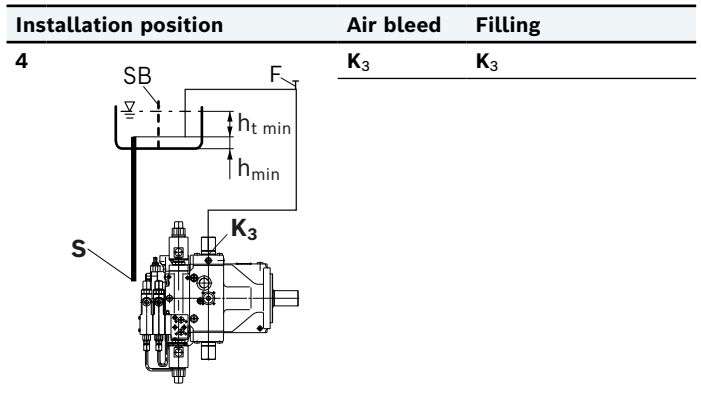 Installation position Air bleed Filling
4 K₃ K₃
SB F
hₜ ₘᵢₙ
hₘᵢₙ
K₃
S